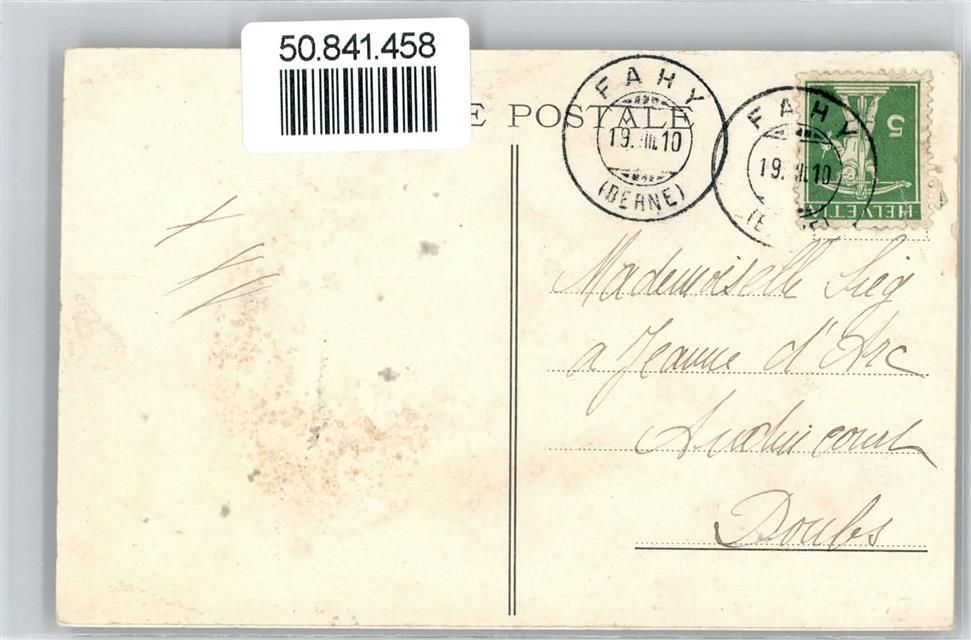 50.841.458
E POSTALE
FAHY
19. III.10
(BERNE)
FAHY
19. III.10
5
HELVETIA
Mademoiselle Sieg
a Jeanne d'Arc
Audincourt
Doubs